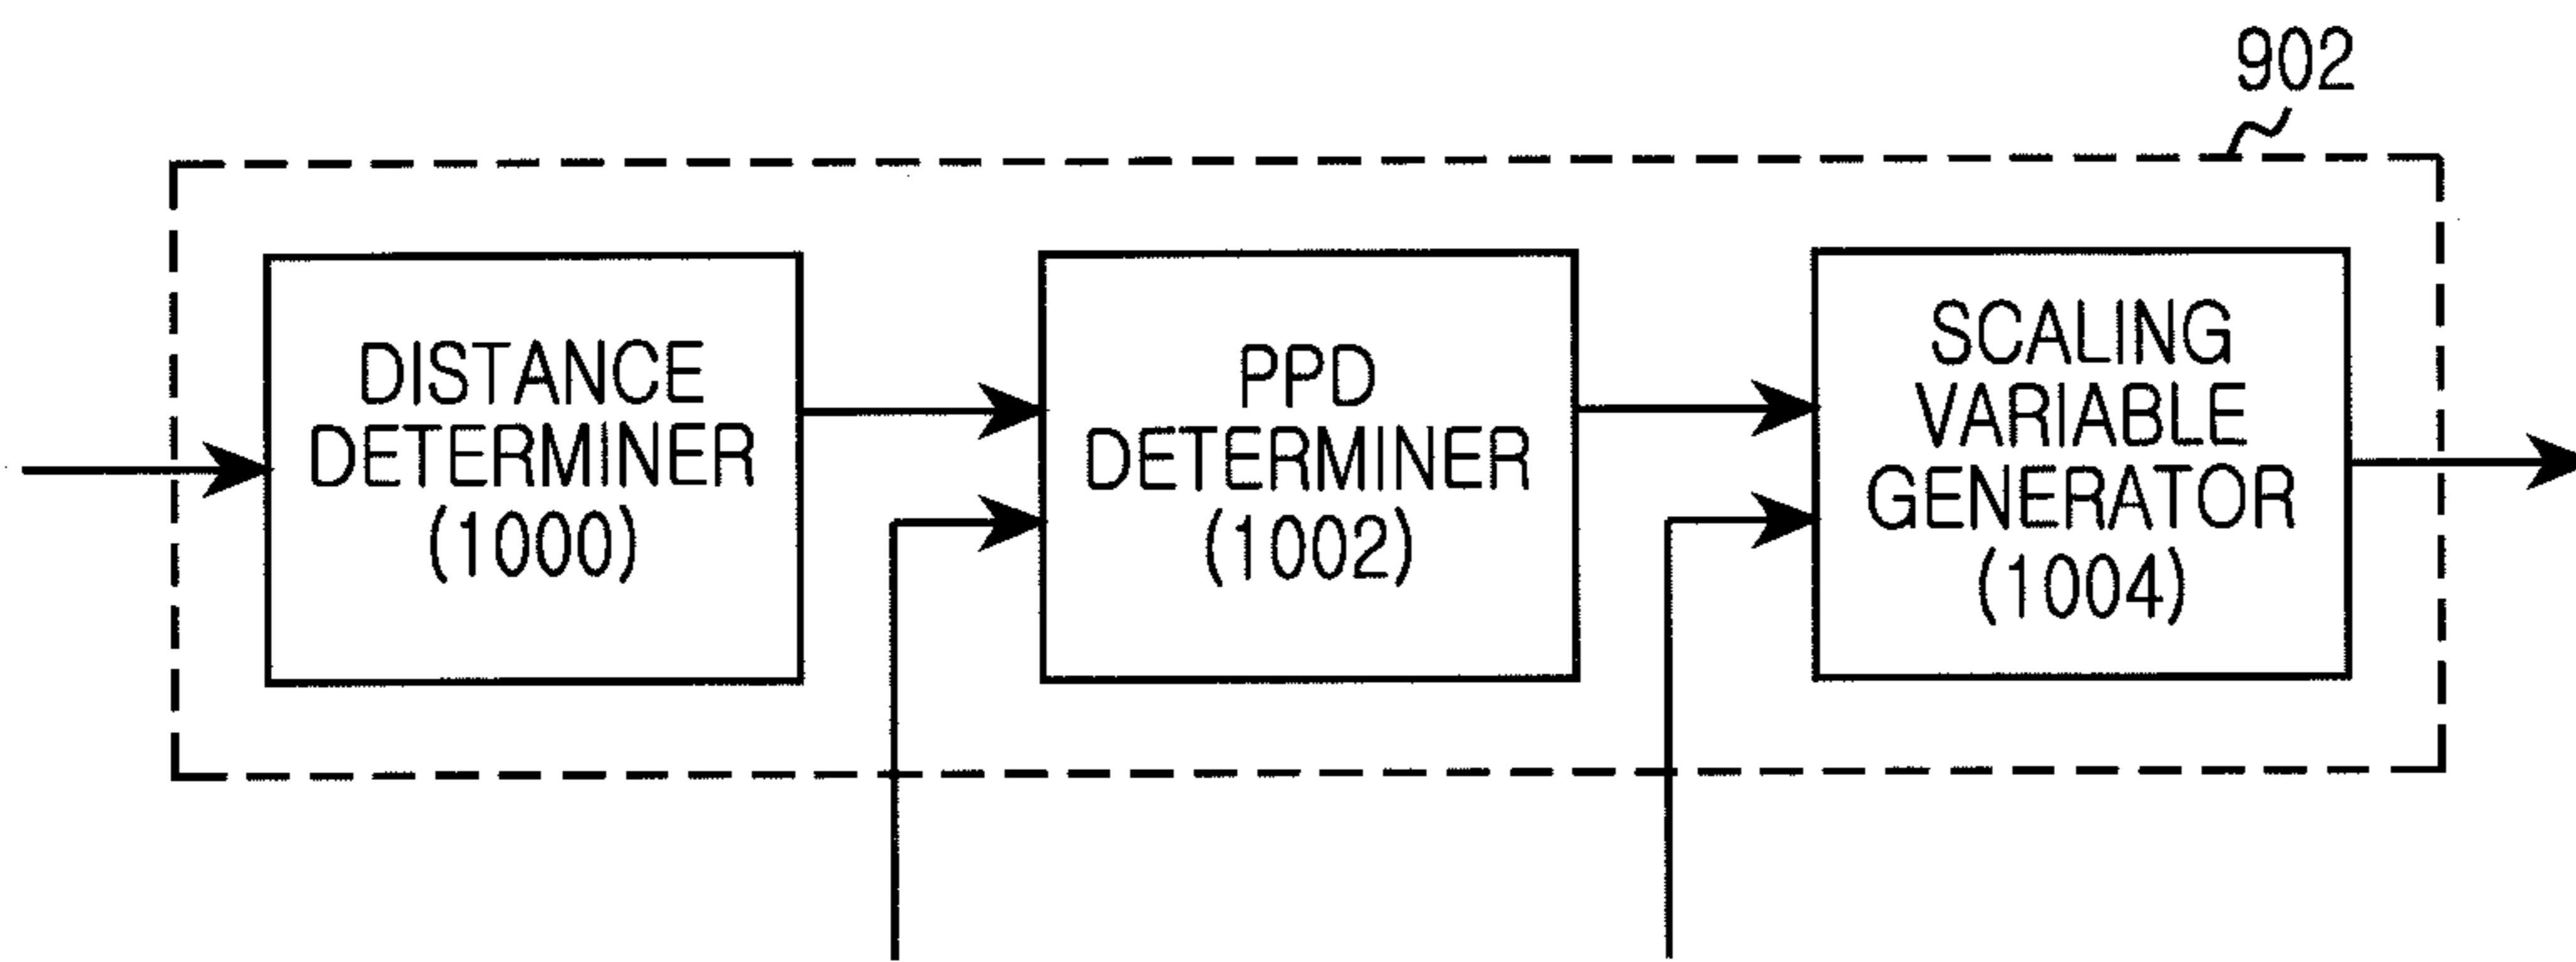 902
DISTANCE
DETERMINER
(1000)
PPD
DETERMINER
(1002)
SCALING
VARIABLE
GENERATOR
(1004)